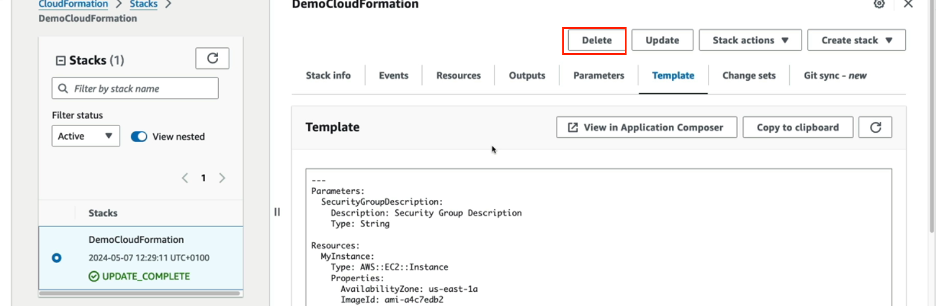 CloudFormation > Stacks >
DemoCloudFormation
Stacks (1)
Filter by stack name
Filter status
Active
View nested
1
Stacks
DemoCloudFormation
2024-05-07 12:29:11 UTC+0100
UPDATE_COMPLETE
DemoCloudFormation
Delete Update Stack actions Create stack
Stack info Events Resources Outputs Parameters Template Change sets Git sync - new
Template View in Application Composer Copy to clipboard
---
Parameters:
SecurityGroupDescription:
Description: Security Group Description
Type: String
Resources:
MyInstance:
Type: AWS::EC2::Instance
Properties:
AvailabilityZone: us-east-1a
ImageId: ami-a4c7edb2